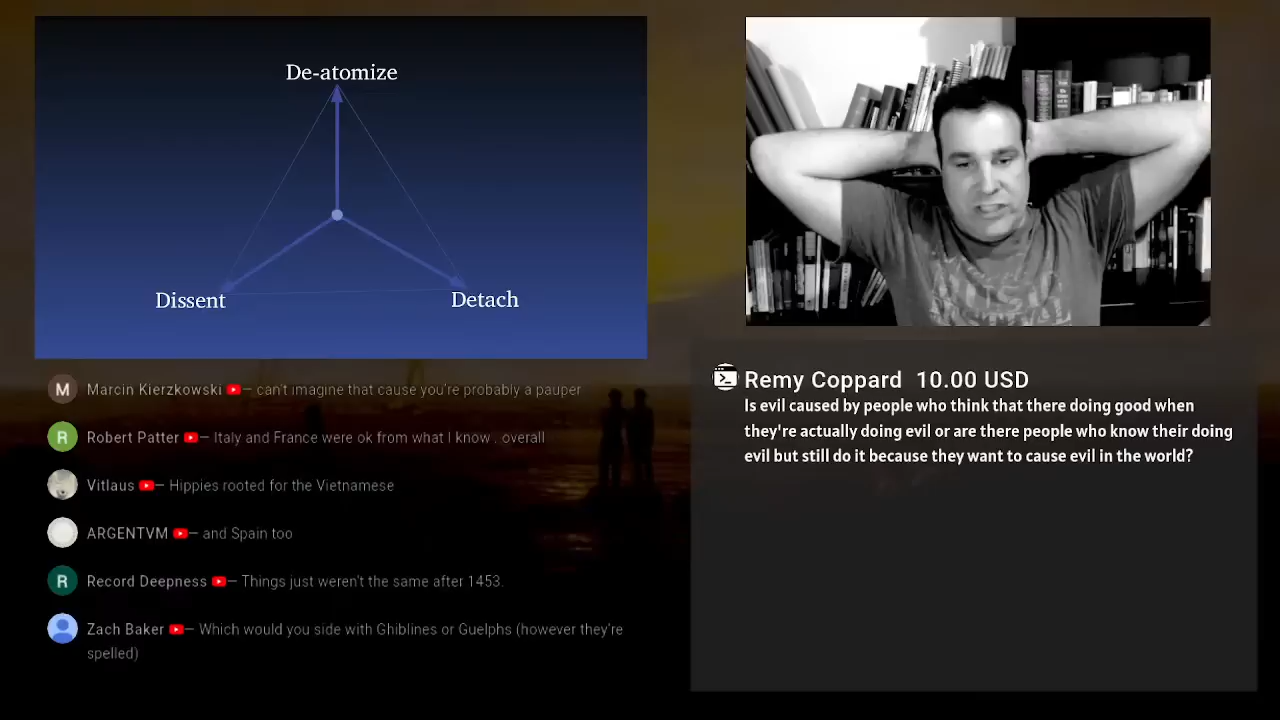 De-atomize
Dissent
Detach
M Marcin Kierzkowski — can't imagine that cause you're probably a pauper
R Robert Patter — Italy and France were ok from what I know , overall
Vitlaus — Hippies rooted for the Vietnamese
ARGENTVM — and Spain too
R Record Deepness — Things just weren't the same after 1453.
Zach Baker — Which would you side with Ghiblines or Guelphs (however they're
spelled)
Remy Coppard 10.00 USD
Is evil caused by people who think that there doing good when
they're actually doing evil or are there people who know their doing
evil but still do it because they want to cause evil in the world?